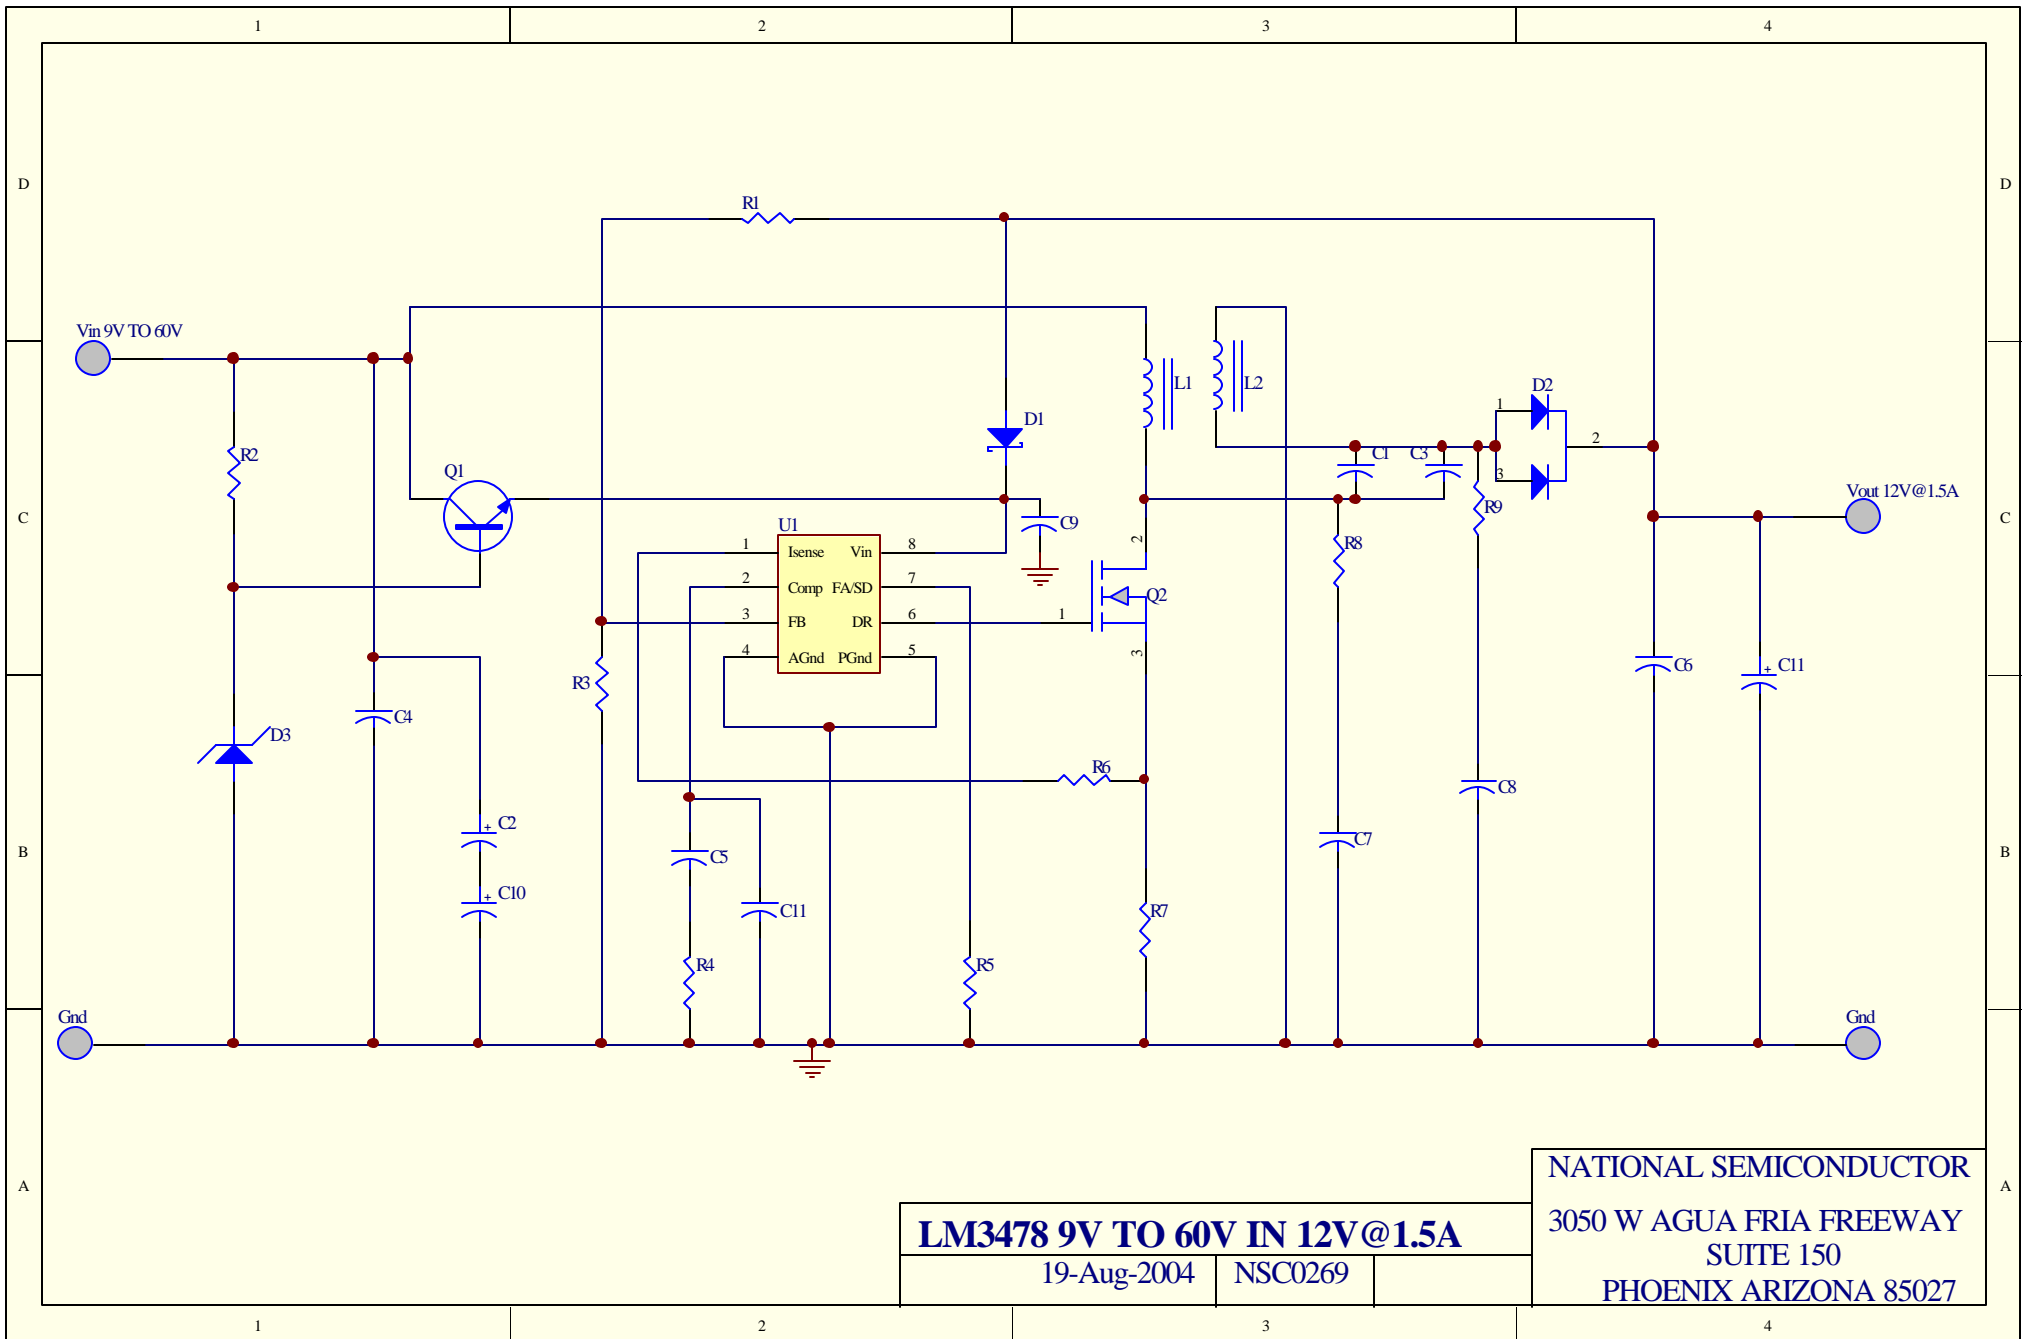 1 2 3 4
D D
R1
Vin 9V TO 60V
L1 L2
D2
1
D1
2
R2 C1 C3
Q1
3
Vout 12V@1.5A
C C
R9
C9
U1
2
R8
1 Isense Vin 8
2 Comp FA/SD 7
Q2
3 FB DR 6
1
4 AGnd PGnd 5
3
C6 C11
+
R3
C4
D3
R6
C8
+ C2
C7
B B
C5
+ C10
C11
R7
R4 R5
Gnd Gnd
NATIONAL SEMICONDUCTOR
A A
3050 W AGUA FRIA FREEWAY
LM3478 9V TO 60V IN 12V@1.5A
SUITE 150
19-Aug-2004 NSC0269
PHOENIX ARIZONA 85027
1 2 3 4